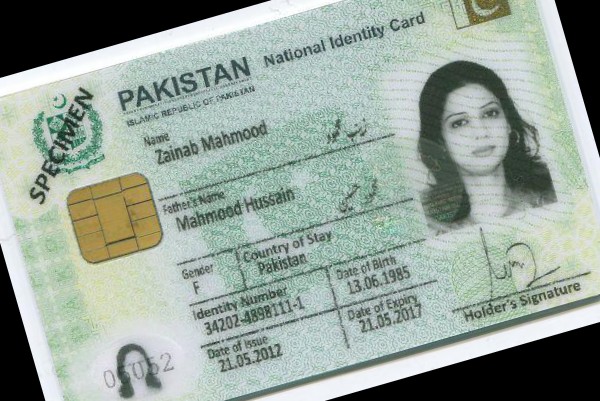 PAKISTAN National Identity Card
ISLAMIC REPUBLIC OF PAKISTAN
SPECIMEN
Name
Zainab Mahmood
زینب محمود
Father's Name
Mahmood Hussain
محمود حسین
Gender Country of Stay
F Pakistan
Identity Number Date of Birth
34202-4898111-1 13.06.1985
Date of Issue Date of Expiry
21.05.2012 21.05.2017
Holder's Signature